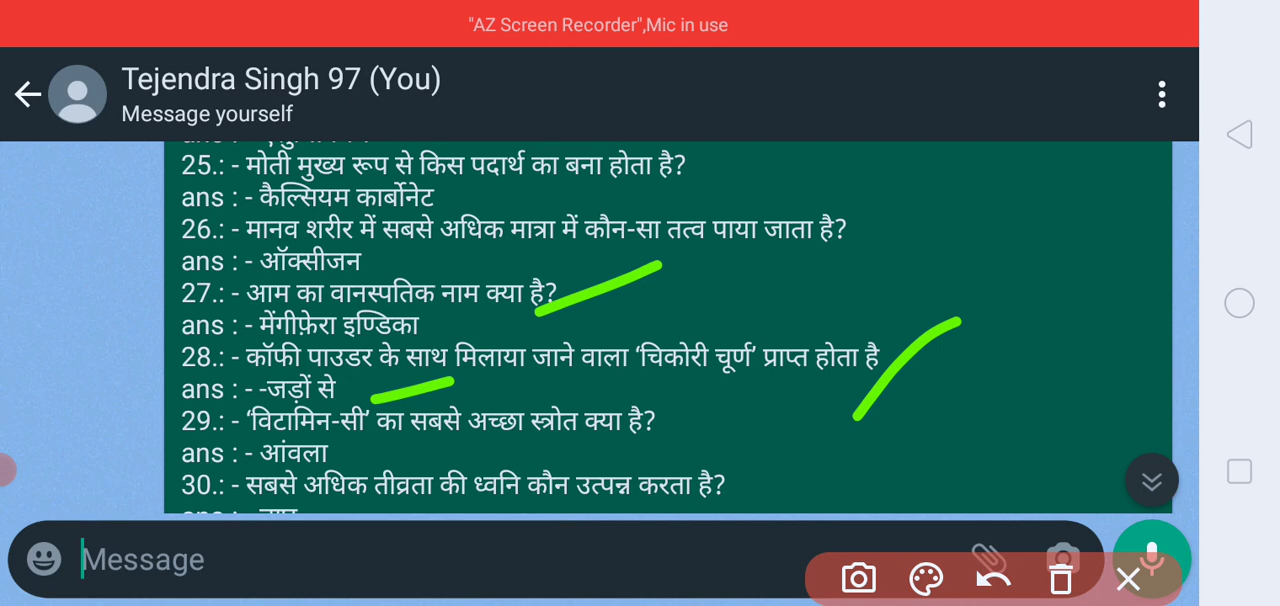 "AZ Screen Recorder",Mic in use
Tejendra Singh 97 (You)
Message yourself
25.: - मोती मुख्य रूप से किस पदार्थ का बना होता है?
ans : - कैल्सियम कार्बोनेट
26.: - मानव शरीर में सबसे अधिक मात्रा में कौन-सा तत्व पाया जाता है?
ans : - ऑक्सीजन
27.: - आम का वानस्पतिक नाम क्या है?
ans : - मेंगीफ़ेरा इण्डिका
28.: - कॉफी पाउडर के साथ मिलाया जाने वाला ‘चिकोरी चूर्ण’ प्राप्त होता है
ans : - -जड़ों से
29.: - ‘विटामिन-सी’ का सबसे अच्छा स्त्रोत क्या है?
ans : - आंवला
30.: - सबसे अधिक तीव्रता की ध्वनि कौन उत्पन्न करता है?
Message